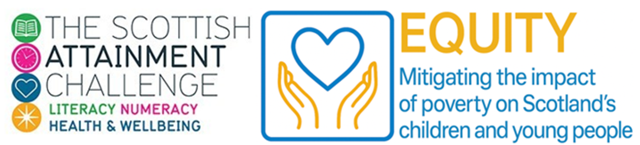 THE SCOTTISH
ATTAINMENT
CHALLENGE
LITERACY NUMERACY
HEALTH & WELLBEING
EQUITY
Mitigating the impact
of poverty on Scotland's
children and young people